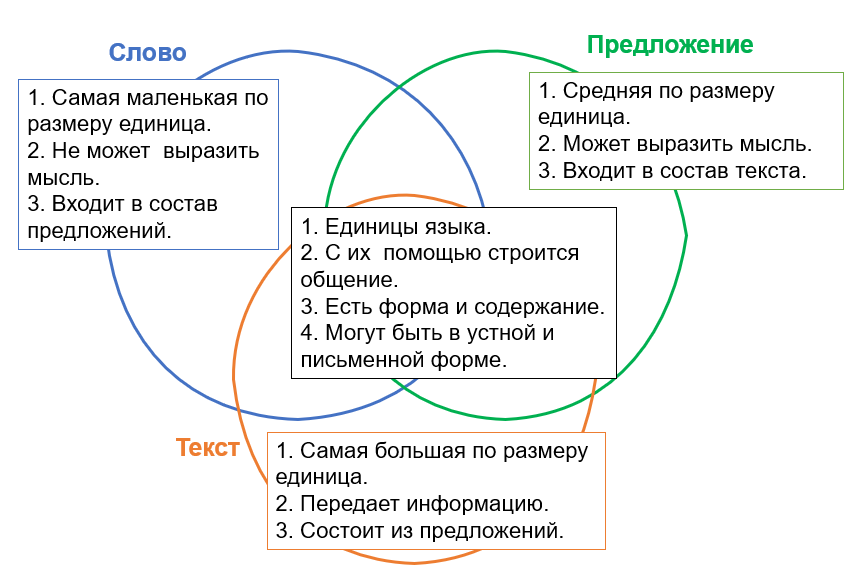 Слово
1. Самая маленькая по
размеру единица.
2. Не может выразить
мысль.
3. Входит в состав
предложений.
Предложение
1. Средняя по размеру
единица.
2. Может выразить мысль.
3. Входит в состав текста.
1. Единицы языка.
2. С их помощью строится
общение.
3. Есть форма и содержание.
4. Могут быть в устной и
письменной форме.
Текст
1. Самая большая по размеру
единица.
2. Передает информацию.
3. Состоит из предложений.